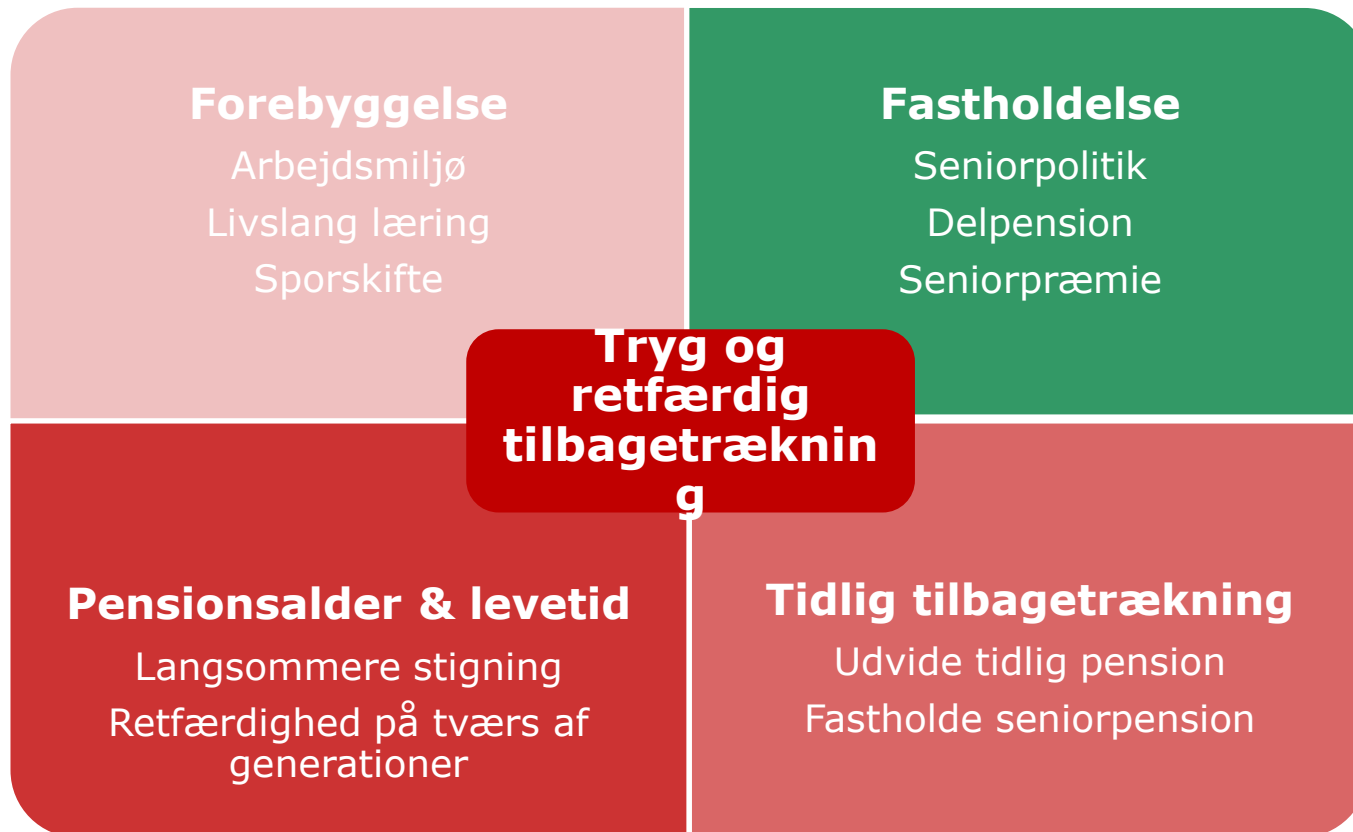 Forebyggelse
Arbejdsmiljø
Livslang læring
Sporskifte
Fastholdelse
Seniorpolitik
Delpension
Seniorpræmie
Tryg og
retfærdig
tilbagetræknin
g
Pensionsalder & levetid
Langsommere stigning
Retfærdighed på tværs af
generationer
Tidlig tilbagetrækning
Udvide tidlig pension
Fastholde seniorpension